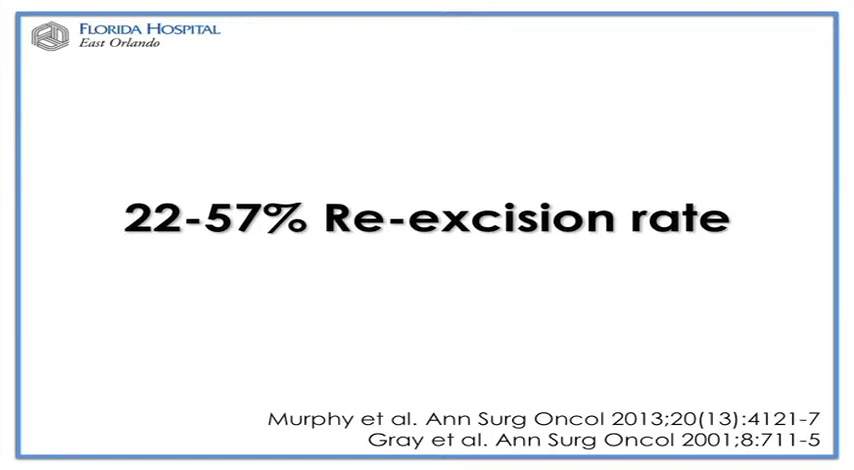 FLORIDA HOSPITAL
East Orlando
22-57% Re-excision rate
Murphy et al. Ann Surg Oncol 2013;20(13):4121-7
Gray et al. Ann Surg Oncol 2001;8:711-5